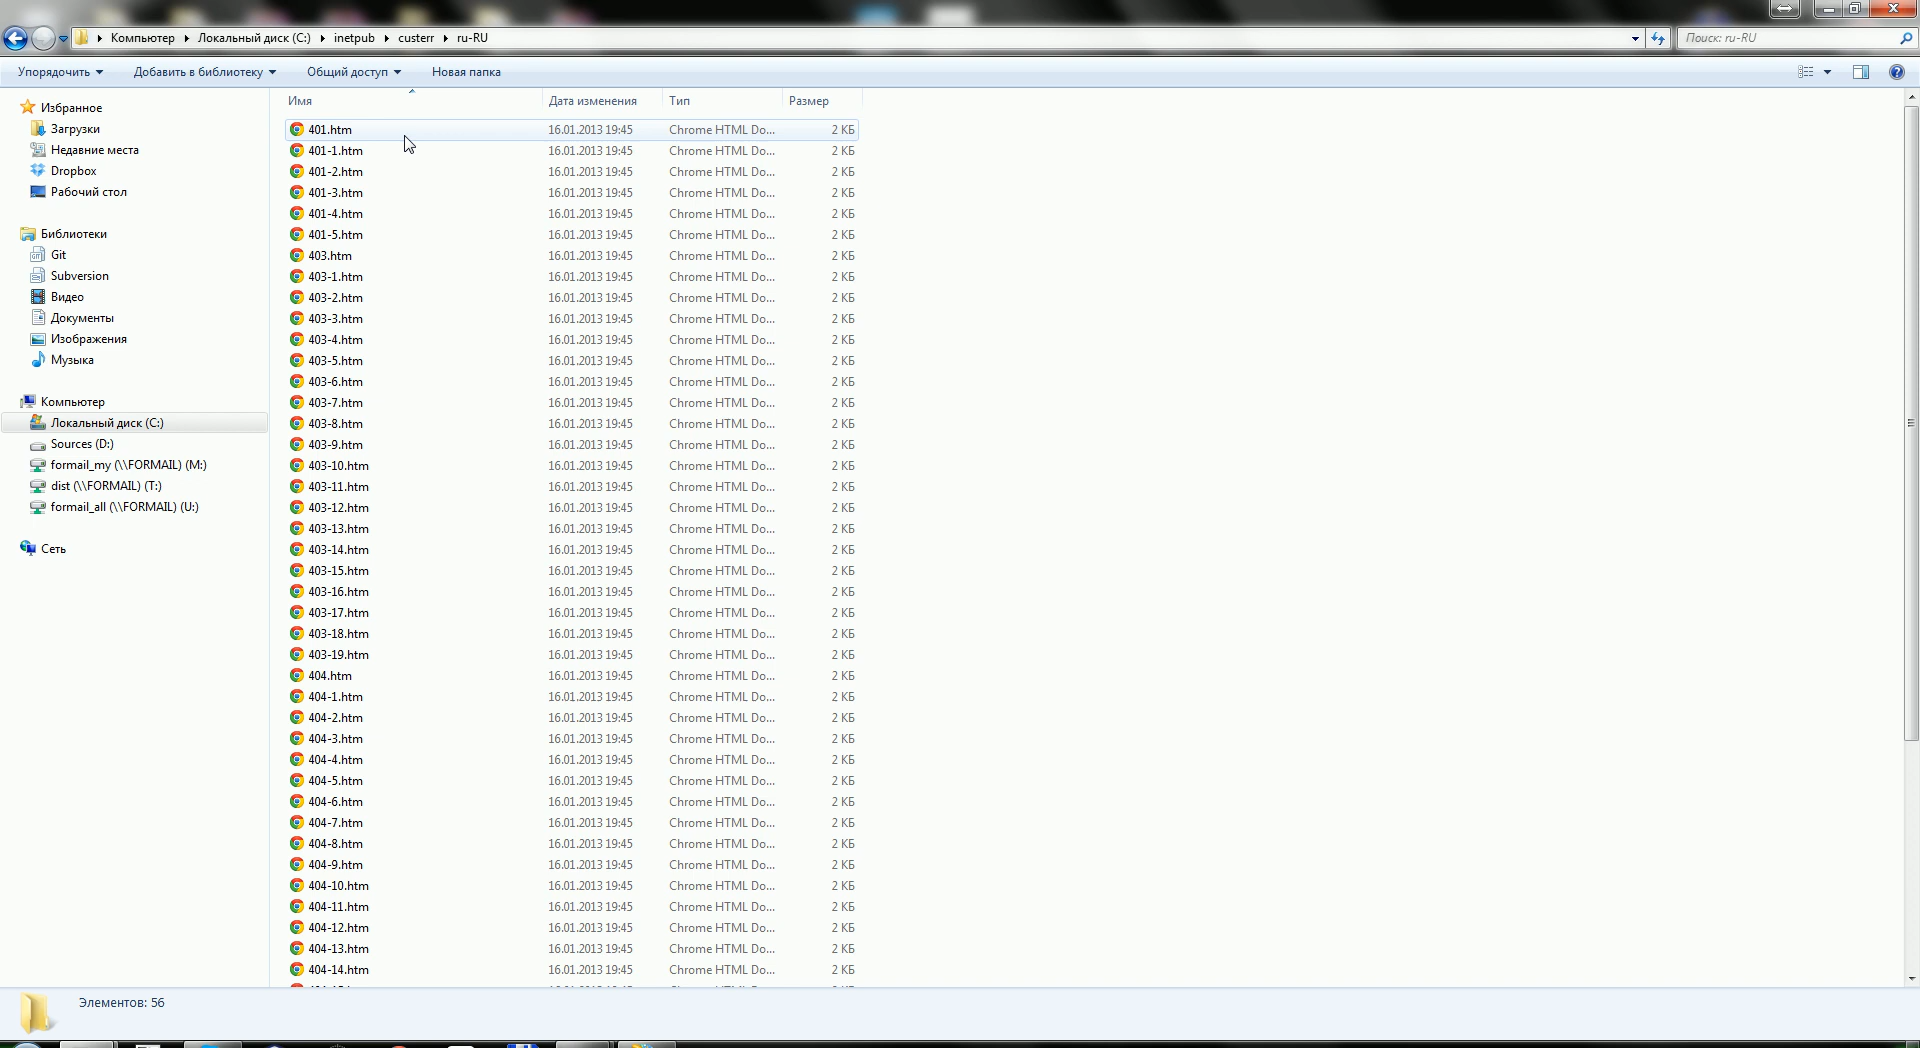 Компьютер Локальный диск (C:) inetpub custerr ru-RU Поиск: ru-RU
Упорядочить Добавить в библиотеку Общий доступ Новая папка
Избранное
Загрузки
Недавние места
Dropbox
Рабочий стол
Библиотеки
Git
Subversion
Видео
Документы
Изображения
Музыка
Компьютер
Локальный диск (C:)
Sources (D:)
formail_my (\\FORMAIL) (M:)
dist (\\FORMAIL) (T:)
formail_all (\\FORMAIL) (U:)
Сеть
Имя Дата изменения Тип Размер
401.htm 16.01.2013 19:45 Chrome HTML Do... 2 КБ
401-1.htm 16.01.2013 19:45 Chrome HTML Do... 2 КБ
401-2.htm 16.01.2013 19:45 Chrome HTML Do... 2 КБ
401-3.htm 16.01.2013 19:45 Chrome HTML Do... 2 КБ
401-4.htm 16.01.2013 19:45 Chrome HTML Do... 2 КБ
401-5.htm 16.01.2013 19:45 Chrome HTML Do... 2 КБ
403.htm 16.01.2013 19:45 Chrome HTML Do... 2 КБ
403-1.htm 16.01.2013 19:45 Chrome HTML Do... 2 КБ
403-2.htm 16.01.2013 19:45 Chrome HTML Do... 2 КБ
403-3.htm 16.01.2013 19:45 Chrome HTML Do... 2 КБ
403-4.htm 16.01.2013 19:45 Chrome HTML Do... 2 КБ
403-5.htm 16.01.2013 19:45 Chrome HTML Do... 2 КБ
403-6.htm 16.01.2013 19:45 Chrome HTML Do... 2 КБ
403-7.htm 16.01.2013 19:45 Chrome HTML Do... 2 КБ
403-8.htm 16.01.2013 19:45 Chrome HTML Do... 2 КБ
403-9.htm 16.01.2013 19:45 Chrome HTML Do... 2 КБ
403-10.htm 16.01.2013 19:45 Chrome HTML Do... 2 КБ
403-11.htm 16.01.2013 19:45 Chrome HTML Do... 2 КБ
403-12.htm 16.01.2013 19:45 Chrome HTML Do... 2 КБ
403-13.htm 16.01.2013 19:45 Chrome HTML Do... 2 КБ
403-14.htm 16.01.2013 19:45 Chrome HTML Do... 2 КБ
403-15.htm 16.01.2013 19:45 Chrome HTML Do... 2 КБ
403-16.htm 16.01.2013 19:45 Chrome HTML Do... 2 КБ
403-17.htm 16.01.2013 19:45 Chrome HTML Do... 2 КБ
403-18.htm 16.01.2013 19:45 Chrome HTML Do... 2 КБ
403-19.htm 16.01.2013 19:45 Chrome HTML Do... 2 КБ
404.htm 16.01.2013 19:45 Chrome HTML Do... 2 КБ
404-1.htm 16.01.2013 19:45 Chrome HTML Do... 2 КБ
404-2.htm 16.01.2013 19:45 Chrome HTML Do... 2 КБ
404-3.htm 16.01.2013 19:45 Chrome HTML Do... 2 КБ
404-4.htm 16.01.2013 19:45 Chrome HTML Do... 2 КБ
404-5.htm 16.01.2013 19:45 Chrome HTML Do... 2 КБ
404-6.htm 16.01.2013 19:45 Chrome HTML Do... 2 КБ
404-7.htm 16.01.2013 19:45 Chrome HTML Do... 2 КБ
404-8.htm 16.01.2013 19:45 Chrome HTML Do... 2 КБ
404-9.htm 16.01.2013 19:45 Chrome HTML Do... 2 КБ
404-10.htm 16.01.2013 19:45 Chrome HTML Do... 2 КБ
404-11.htm 16.01.2013 19:45 Chrome HTML Do... 2 КБ
404-12.htm 16.01.2013 19:45 Chrome HTML Do... 2 КБ
404-13.htm 16.01.2013 19:45 Chrome HTML Do... 2 КБ
404-14.htm 16.01.2013 19:45 Chrome HTML Do... 2 КБ
Элементов: 56